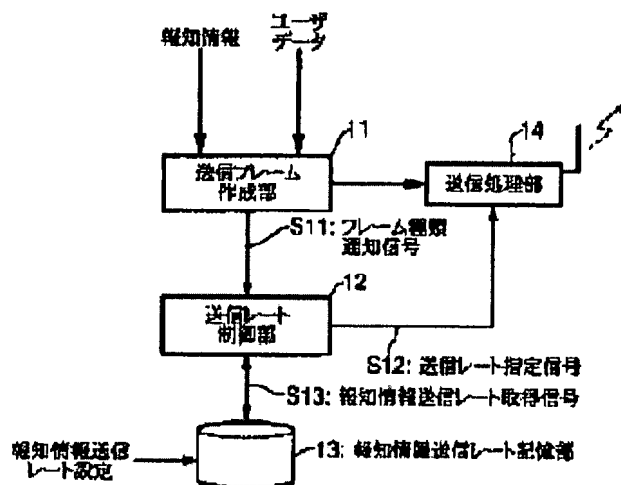 報知情報
ユーザ
データ
11
14
送信フレーム
作成部
送信処理部
S11: フレーム種類
通知信号
12
送信レート
制御部
S12: 送信レート指定信号
S13: 報知情報送信レート取得信号
報知情報送信
レート設定
13: 報知情報送信レート記憶部